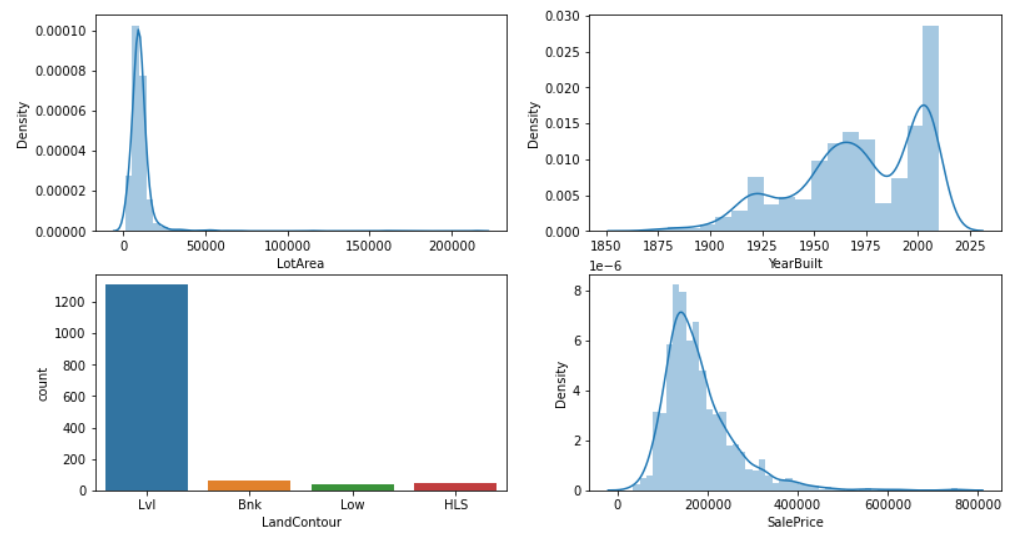 0.00010
0.00008
0.00006
0.00004
0.00002
0.00000
Density
0 50000 100000 150000 200000
LotArea
0.030
0.025
0.020
0.015
0.010
0.005
0.000
Density
1850 1875 1900 1925 1950 1975 2000 2025
YearBuilt
1200
1000
800
600
400
200
0
count
Lvl Bnk Low HLS
LandContour
1e−6
8
6
4
2
0
Density
0 200000 400000 600000 800000
SalePrice